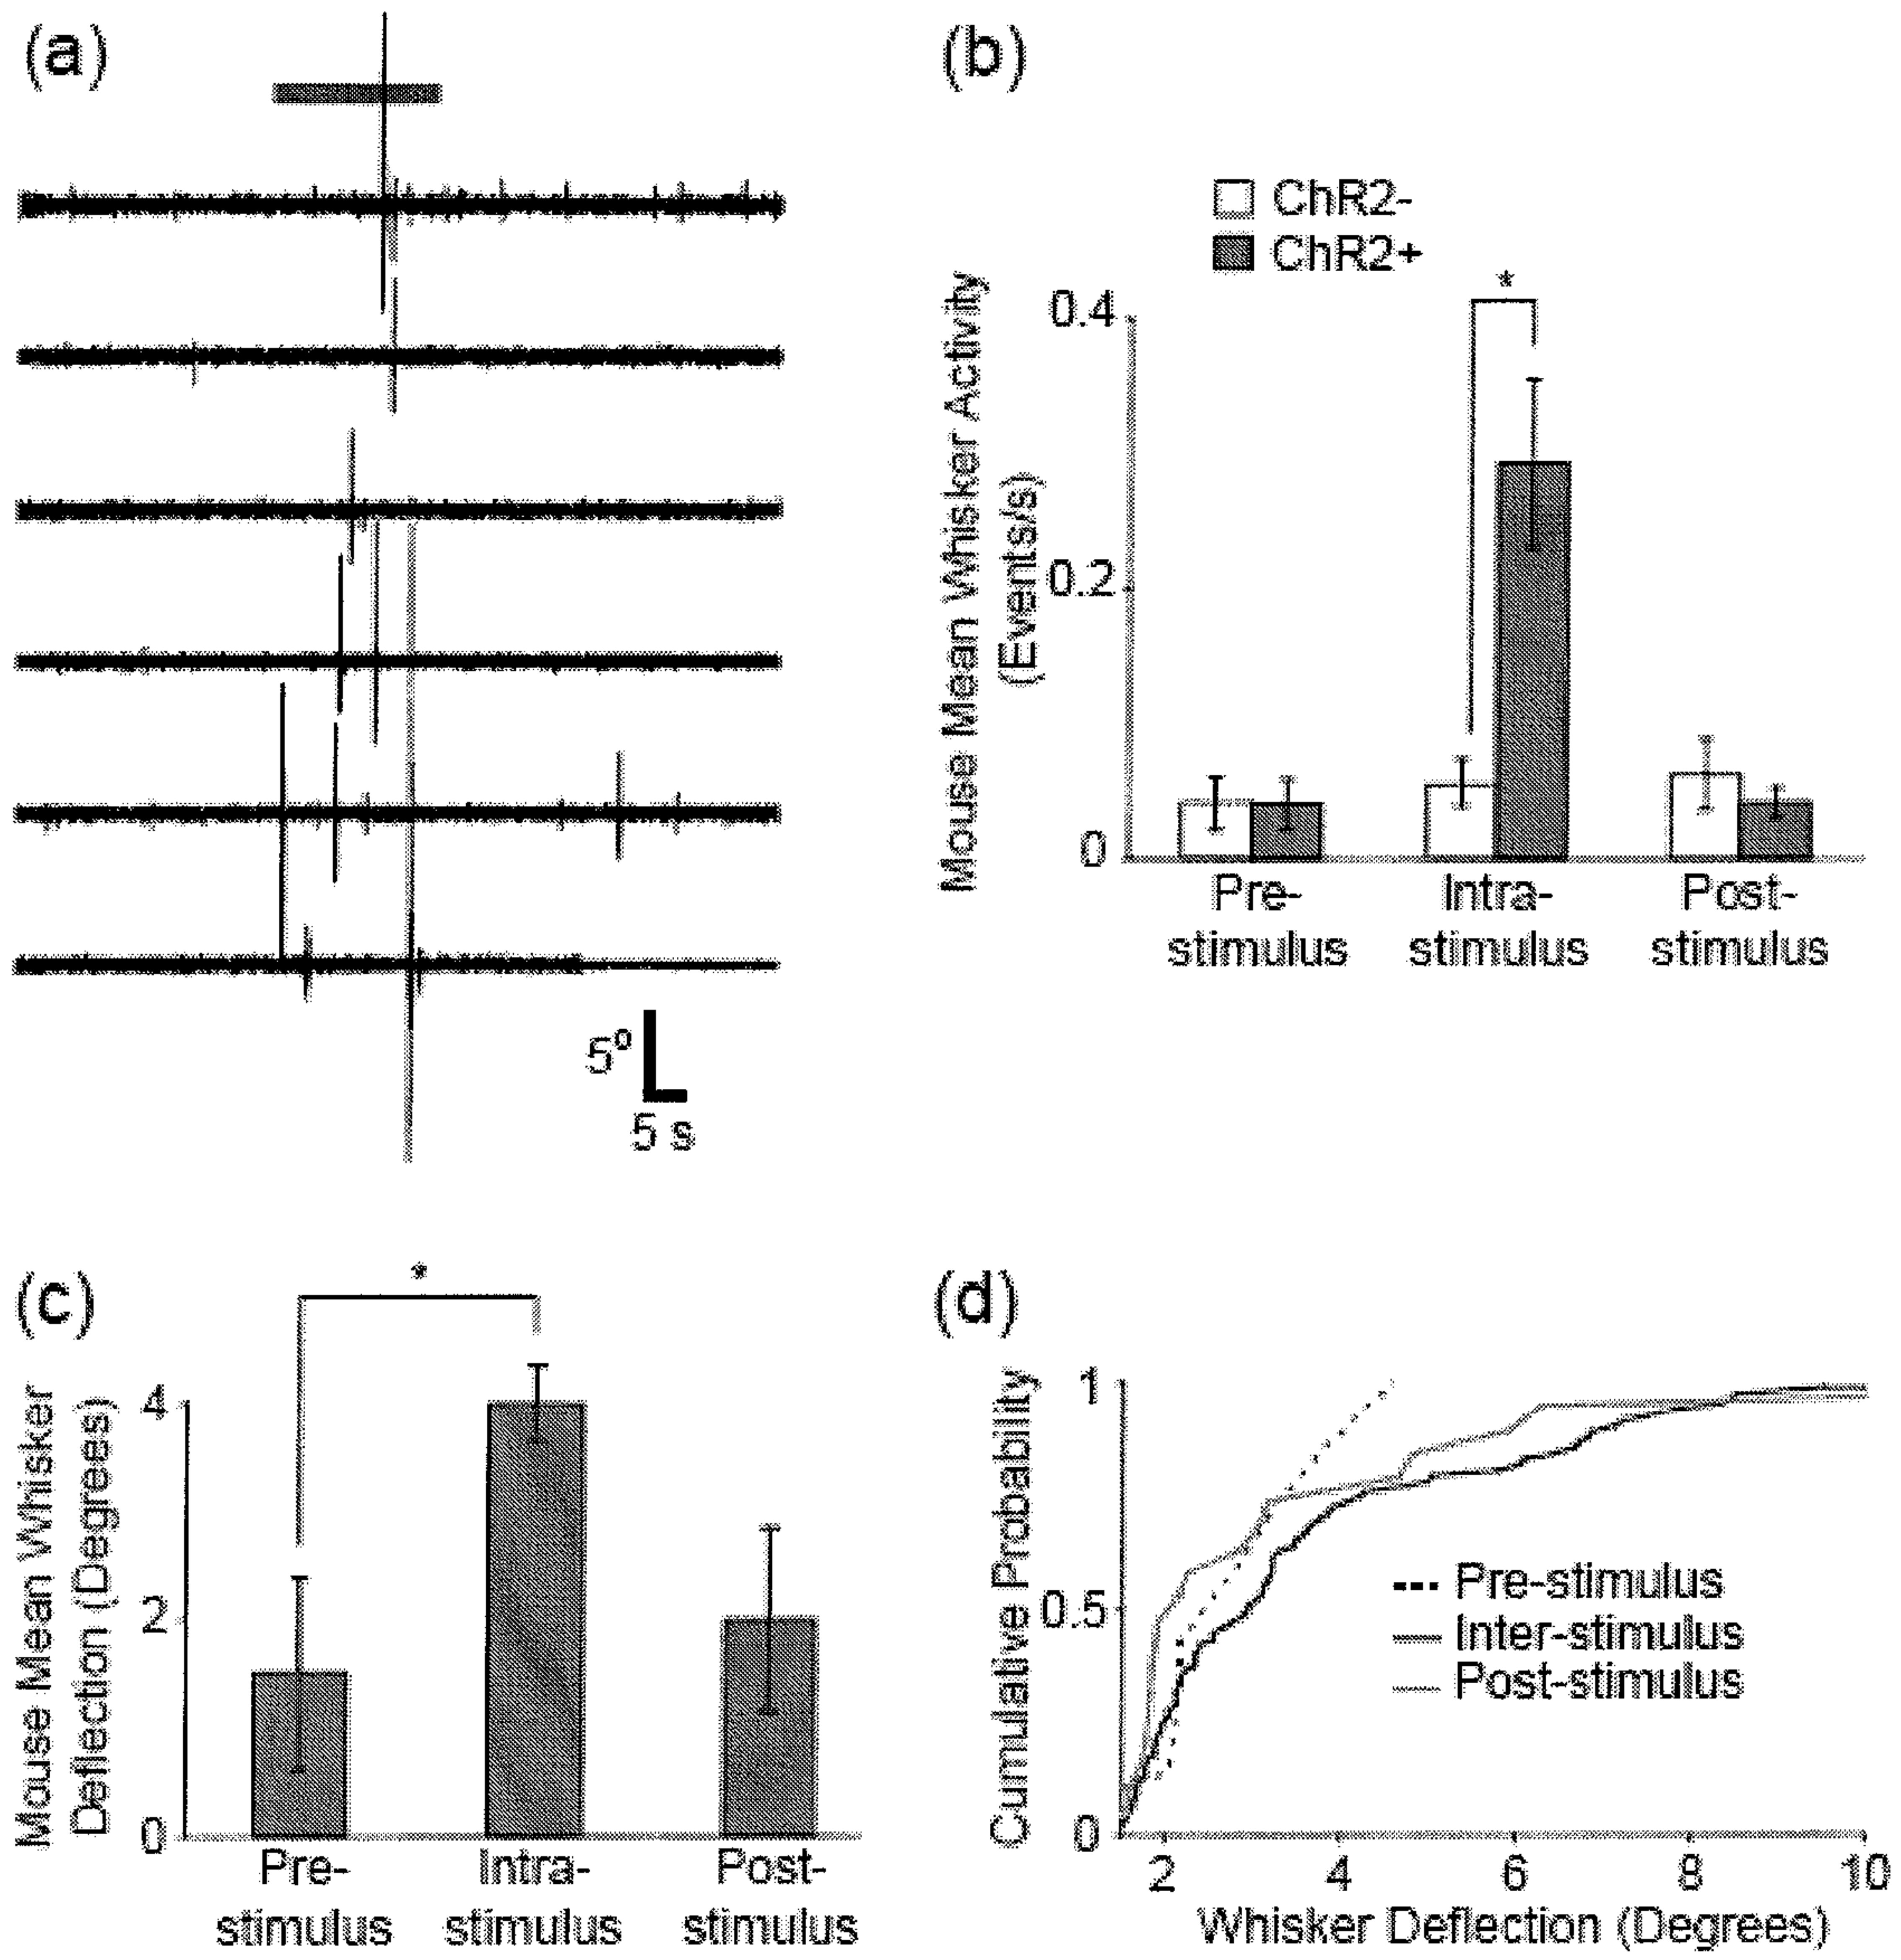 (a)
5°
5 s
(b)
ChR2-
ChR2+
*
Mouse Mean Whisker Activity
(Events/s)
0.4
0.2
0
Pre-
stimulus
Intra-
stimulus
Post-
stimulus
(c)
*
Mouse Mean Whisker
Deflection (Degrees)
4
2
0
Pre-
stimulus
Intra-
stimulus
Post-
stimulus
(d)
Cumulative Probability
1
0.5
0
Pre-stimulus
Inter-stimulus
Post-stimulus
2
4
6
8
10
Whisker Deflection (Degrees)